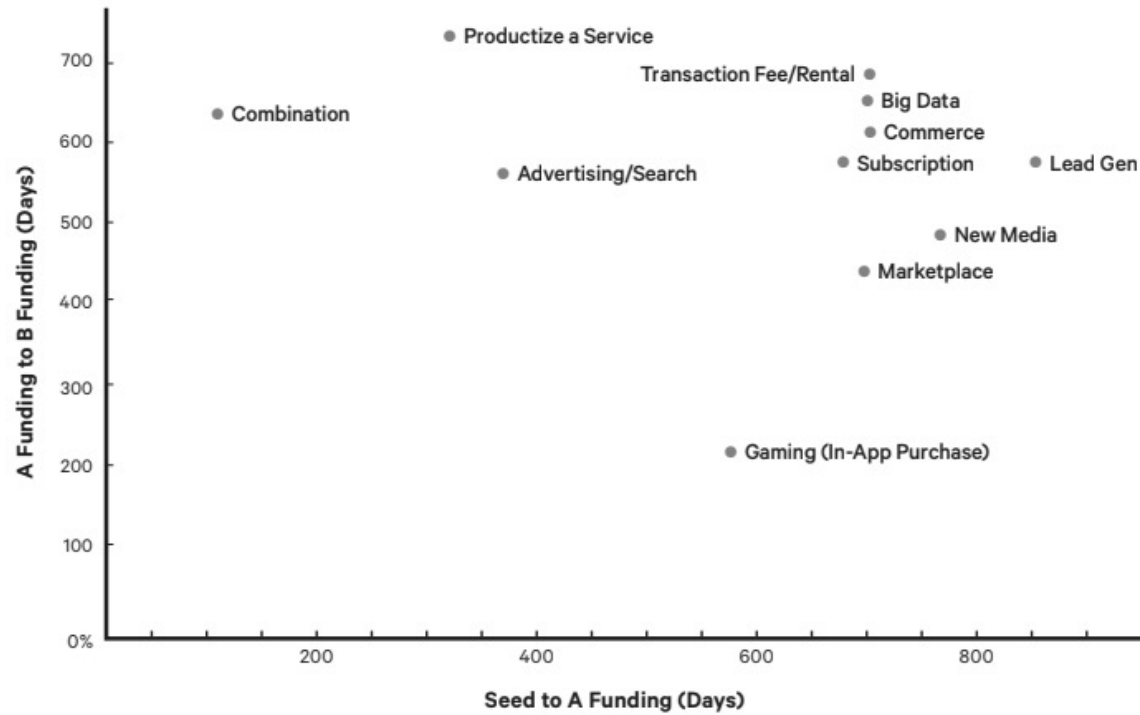 Productize a Service
700
Transaction Fee/Rental
Big Data
Combination
Commerce
600
Subscription
Lead Gen
Advertising/Search
500
New Media
Marketplace
400
300
Gaming (In-App Purchase)
200
100
0%
A Funding to B Funding (Days)
200
400
600
800
Seed to A Funding (Days)